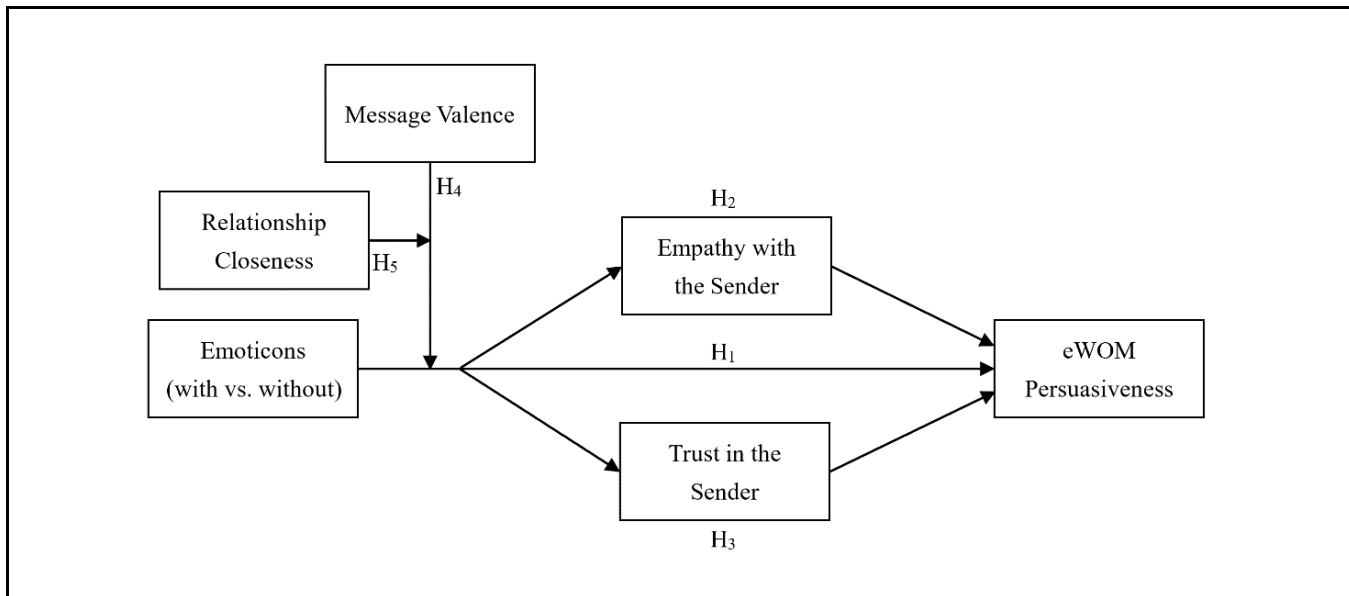 Message Valence
H₄
Relationship
Closeness
H₅
H₂
Empathy with
the Sender
Emoticons
(with vs. without)
H₁
eWOM
Persuasiveness
Trust in the
Sender
H₃